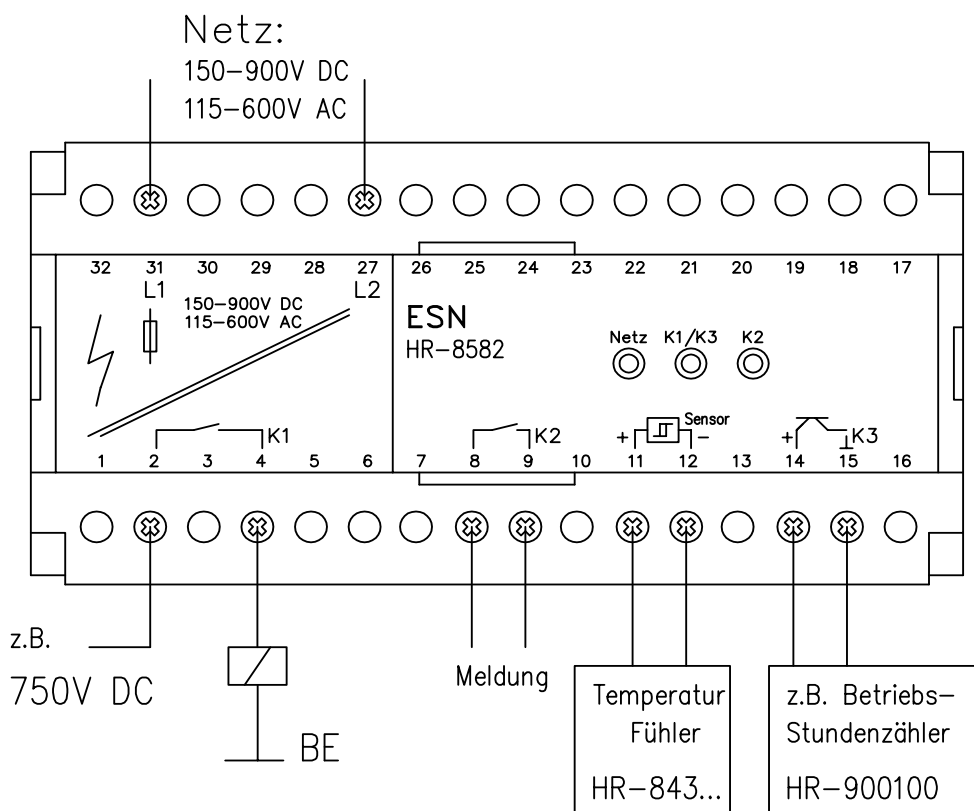 Netz:
150-900V DC
115-600V AC
32 31 30 29 28 27 26 25 24 23 22 21 20 19 18 17
L1 150-900V DC L2
115-600V AC
ESN
HR-8582
Netz K1/K3 K2
K1 K2 + Sensor - + K3
1 2 3 4 5 6 7 8 9 10 11 12 13 14 15 16
z.B.
750V DC
BE
Meldung
Temperatur
Fühler
HR-843...
z.B. Betriebs-
Stundenzähler
HR-900100